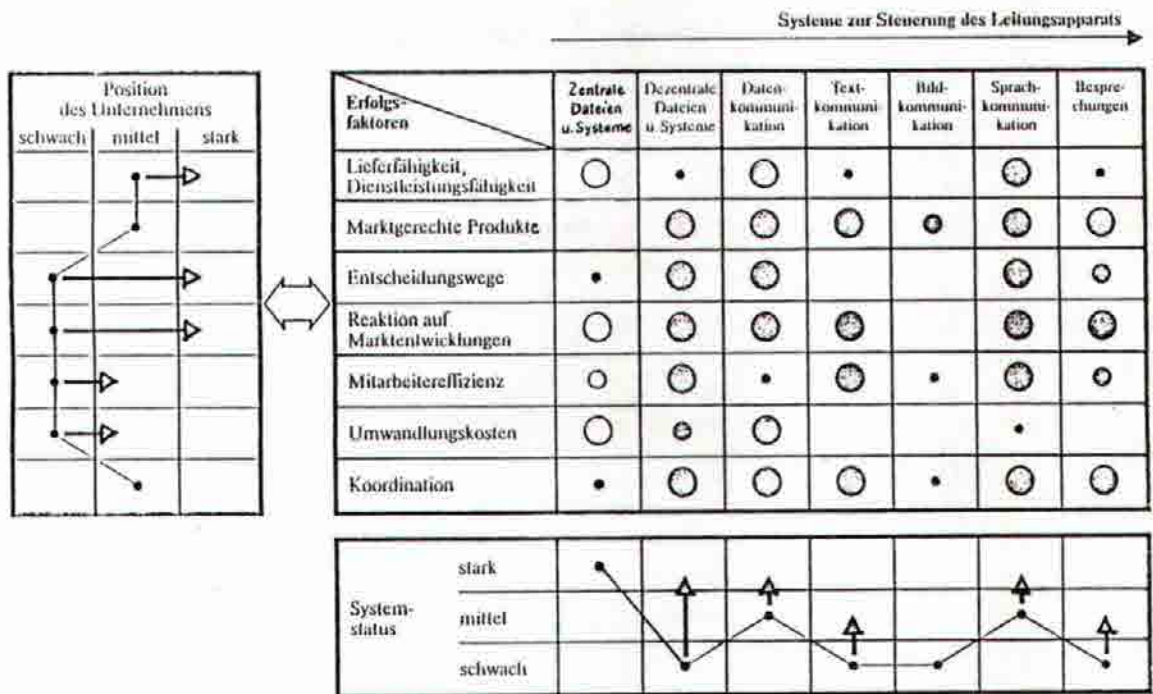 Systeme zur Steuerung des Leitungsapparats
Position
des Unternehmens
schwach mittel stark
Erfolgs-
faktoren
Zentrale
Dateien
u. Systeme
Dezentrale
Dateien
u. Systeme
Daten-
kommuni-
kation
Text-
kommuni-
kation
Bild-
kommuni-
kation
Sprach-
kommuni-
kation
Bespre-
chungen
Lieferfähigkeit,
Dienstleistungsfähigkeit
Marktgerechte Produkte
Entscheidungswege
Reaktion auf
Marktentwicklungen
Mitarbeitereffizienz
Umwandlungskosten
Koordination
System-
status
stark
mittel
schwach